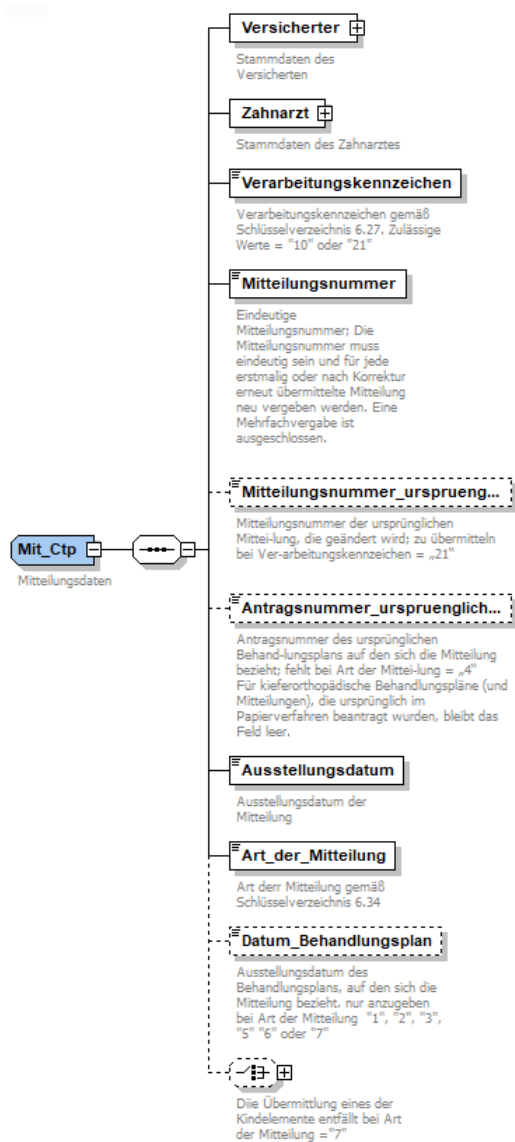 Versicherter
Stammdaten des
Versicherten
Zahnarzt
Stammdaten des Zahnarztes
Verarbeitungskennzeichen
Verarbeitungskennzeichen gemäß
Schlüsselverzeichnis 6.27. Zulässige
Werte = "10" oder "21"
Mitteilungsnummer
Eindeutige
Mitteilungsnummer; Die
Mitteilungsnummer muss
eindeutig sein und für jede
erstmalig oder nach Korrektur
erneut übermittelte Mitteilung
neu vergeben werden. Eine
Mehrfachvergabe ist
ausgeschlossen.
Mitteilungsnummer_ursprueng...
Mitteilungsnummer der ursprünglichen
Mittei-lung, die geändert wird; zu übermitteln
bei Ver-arbeitungskennzeichen = „21“
Mit_Ctp
Mitteilungsdaten
Antragsnummer_urspruenglich...
Antragsnummer des ursprünglichen
Behand-lungsplans auf den sich die Mitteilung
bezieht; fehlt bei Art der Mittei-lung = „4“
Für kieferorthopädische Behandlungspläne (und
Mitteilungen), die ursprünglich im
Papierverfahren beantragt wurden, bleibt das
Feld leer.
Ausstellungsdatum
Ausstellungsdatum der
Mitteilung
Art_der_Mitteilung
Art derr Mitteilung gemäß
Schlüsselverzeichnis 6.34
Datum_Behandlungsplan
Ausstellungsdatum des
Behandlungsplans, auf den sich die
Mitteilung bezieht. nur anzugeben
bei Art der Mitteilung "1", "2", "3",
"5" "6" oder "7"
Diie Übermittlung eines der
Kindelemente entfällt bei Art
der Mitteilung ="7"